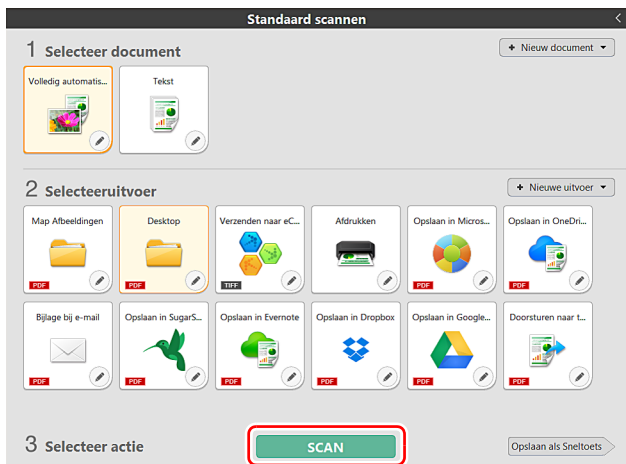 Standaard scannen
1 Selecteer document
+ Nieuw document
Volledig automatis...
Tekst
2 Selecteeruitvoer
+ Nieuwe uitvoer
Map Afbeeldingen
Desktop
Verzenden naar eC...
Afdrukken
Opslaan in Micros...
Opslaan in OneDri...
PDF
PDF
TIFF
PDF
PDF
Bijlage bij e-mail
Opslaan in SugarS...
Opslaan in Evernote
Opslaan in Dropbox
Opslaan in Google...
Doorsturen naar t...
PDF
PDF
PDF
PDF
PDF
PDF
3 Selecteer actie
SCAN
Opslaan als Sneltoets